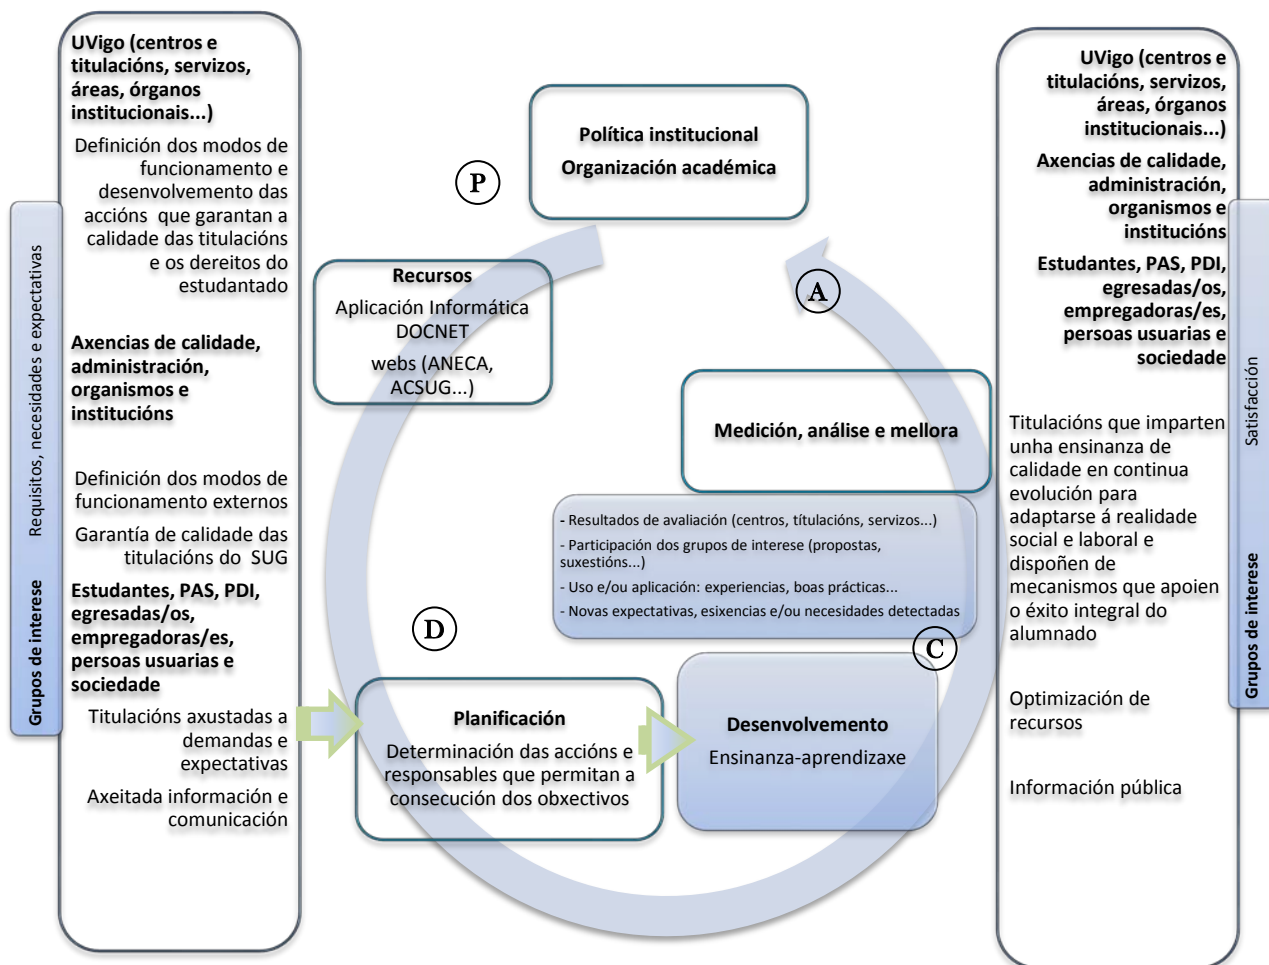 Grupos de interese
Requisitos, necesidades e expectativas
UVigo (centros e
titulacións, servizos,
áreas, órganos
institucionais...)
Definición dos modos de
funcionamento e
desenvolvemento das
accións que garantan a
calidade das titulacións
e os dereitos do
estudantado
Axencias de calidade,
administración,
organismos e
institucións
Definición dos modos de
funcionamento externos
Garantía de calidade das
titulacións do SUG
Estudantes, PAS, PDI,
egresadas/os,
empregadoras/es,
persoas usuarias e
sociedade
Titulacións axustadas a
demandas e
expectativas
Axeitada información e
comunicación
P
Política institucional
Organización académica
Recursos
Aplicación Informática
DOCNET
webs (ANECA,
ACSUG...)
A
Medición, análise e mellora
- Resultados de avaliación (centros, títulacións, servizos...)
- Participación dos grupos de interese (propostas,
suxestións...)
- Uso e/ou aplicación: experiencias, boas prácticas...
- Novas expectativas, esixencias e/ou necesidades detectadas
D
C
Planificación
Determinación das accións e
responsables que permitan a
consecución dos obxectivos
Desenvolvemento
Ensinanza-aprendizaxe
UVigo (centros e
titulacións, servizos,
áreas, órganos
institucionais...)
Axencias de calidade,
administración,
organismos e
institucións
Estudantes, PAS, PDI,
egresadas/os,
empregadoras/es,
persoas usuarias e
sociedade
Titulacións que imparten
unha ensinanza de
calidade en continua
evolución para
adaptarse á realidade
social e laboral e
dispoñen de
mecanismos que apoien
o éxito integral do
alumnado
Optimización de
recursos
Información pública
Grupos de interese
Satisfacción